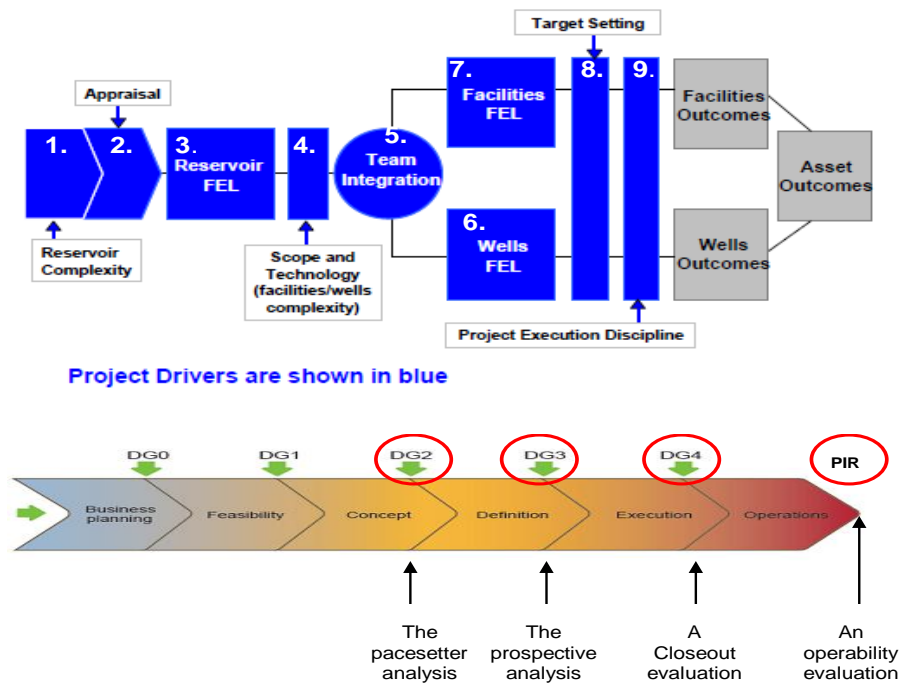 Target Setting
Appraisal
1.
2.
3.
Reservoir
FEL
4.
5.
Team
Integration
7.
Facilities
FEL
8.
9.
Facilities
Outcomes
Asset
Outcomes
6.
Wells
FEL
Wells
Outcomes
Reservoir
Complexity
Scope and
Technology
(facilities/wells
complexity)
Project Execution Discipline
Project Drivers are shown in blue
DG0
DG1
DG2
DG3
DG4
PIR
Business
planning
Feasibility
Concept
Definition
Execution
Operations
The
pacesetter
analysis
The
prospective
analysis
A
Closeout
evaluation
An
operability
evaluation